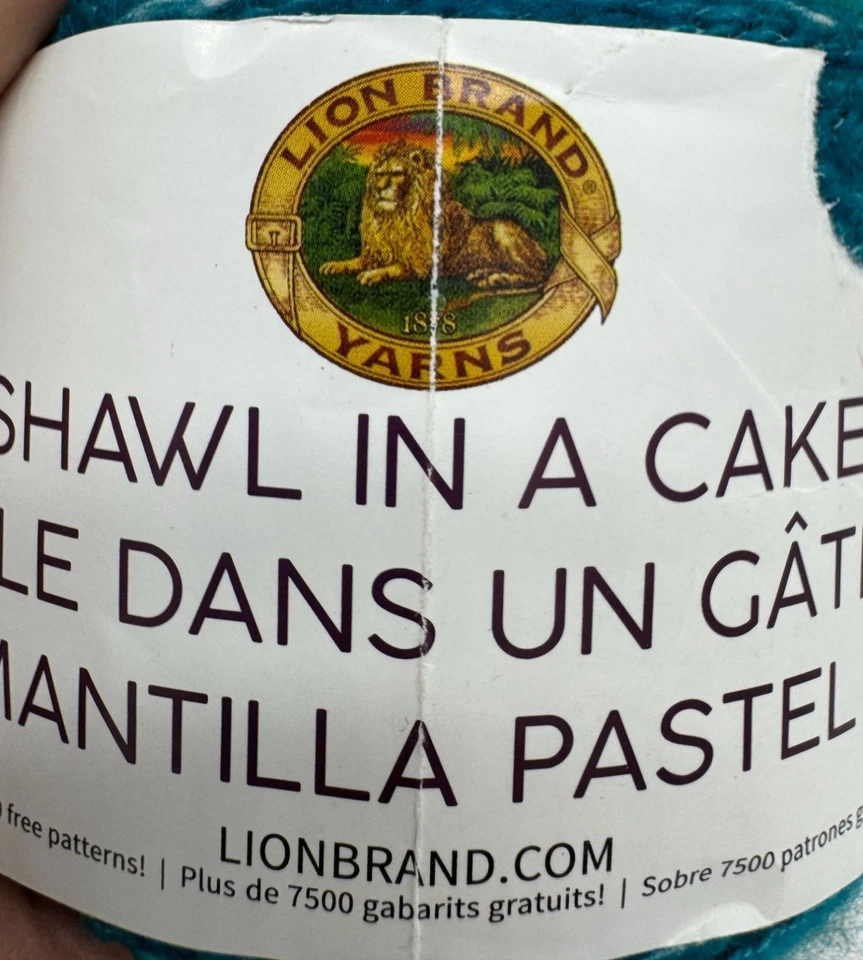 LION BRAND®
1878
YARNS
SHAWL IN A CAKE
LE DANS UN GÂT
MANTILLA PASTEL
LIONBRAND.COM
free patterns! | Plus de 7500 gabarits gratuits! | Sobre 7500 patrones g